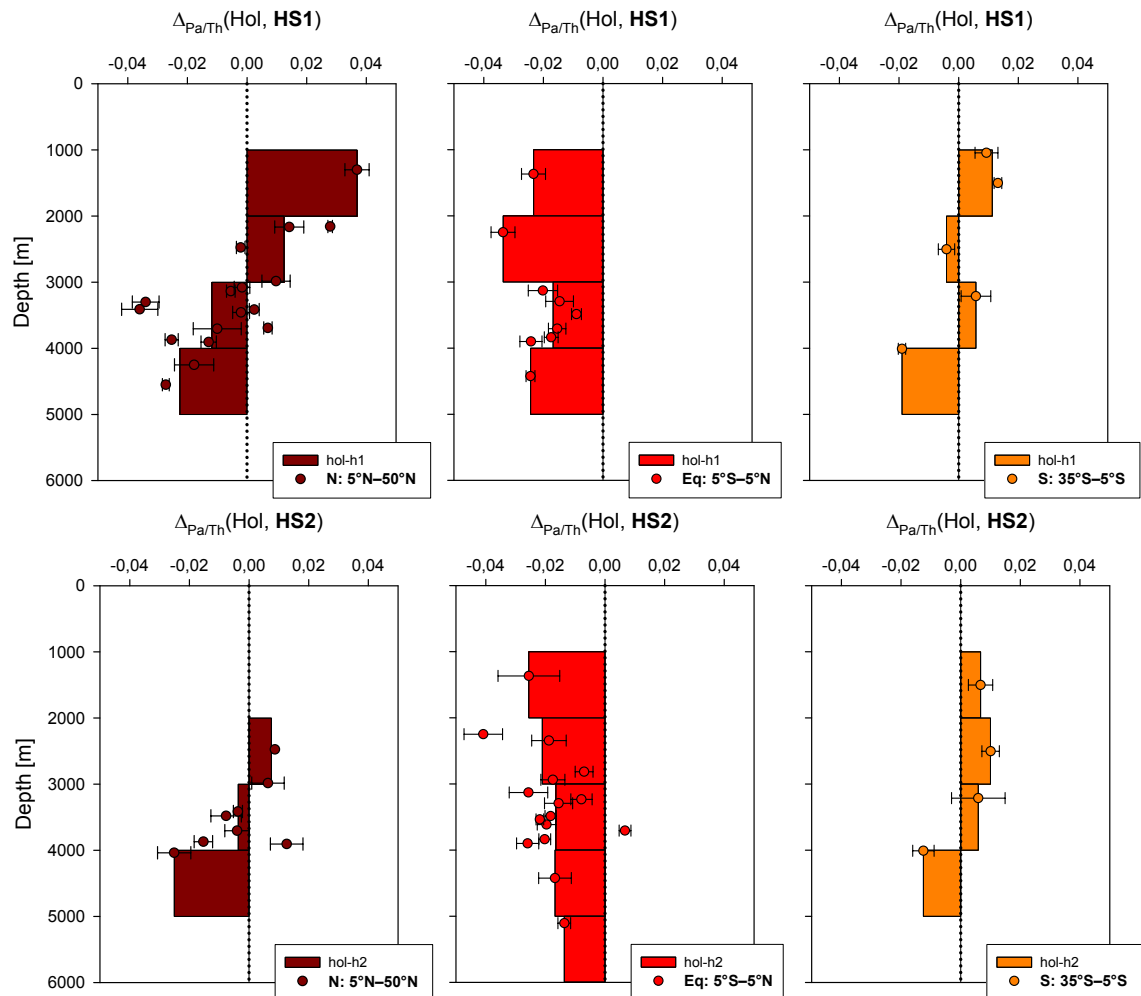 ΔPa/Th(Hol, HS1) ΔPa/Th(Hol, HS1) ΔPa/Th(Hol, HS1)
-0,04 -0,02 0,00 0,02 0,04 -0,04 -0,02 0,00 0,02 0,04 -0,04 -0,02 0,00 0,02 0,04
0
1000
2000
3000
4000
5000
6000
Depth [m]
hol-h1 hol-h1 hol-h1
N: 5°N–50°N Eq: 5°S–5°N S: 35°S–5°S
ΔPa/Th(Hol, HS2) ΔPa/Th(Hol, HS2) ΔPa/Th(Hol, HS2)
-0,04 -0,02 0,00 0,02 0,04 -0,04 -0,02 0,00 0,02 0,04 -0,04 -0,02 0,00 0,02 0,04
0
1000
2000
3000
4000
5000
6000
Depth [m]
hol-h2 hol-h2 hol-h2
N: 5°N–50°N Eq: 5°S–5°N S: 35°S–5°S